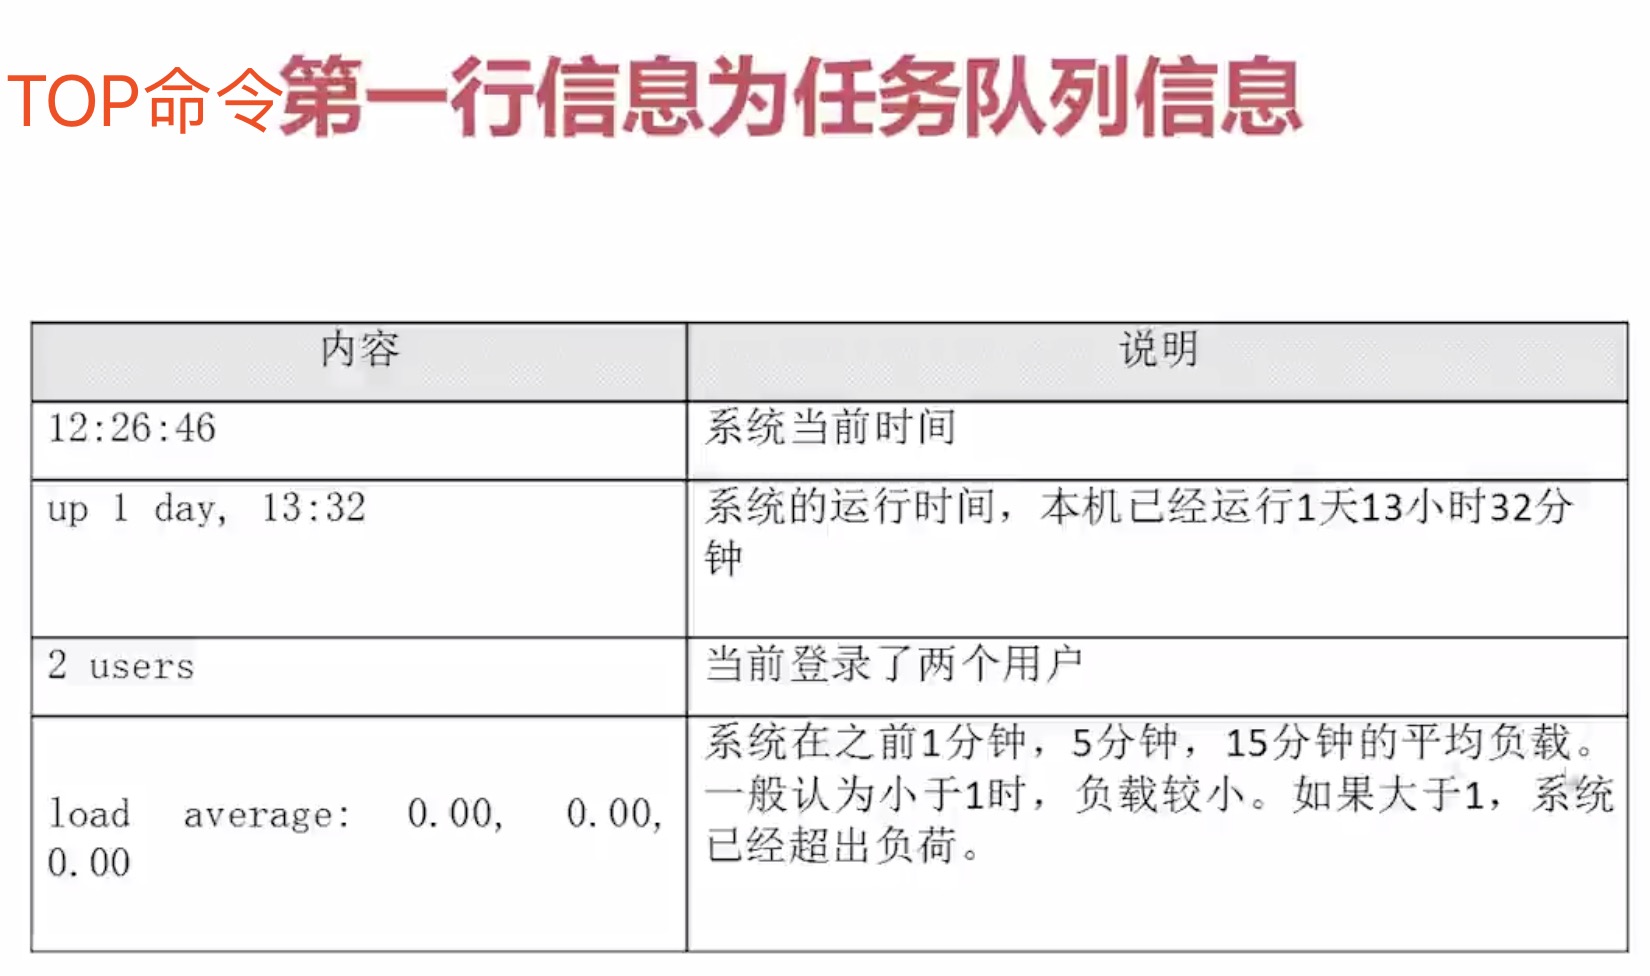 TOP命令第一行信息为任务队列信息
内容 说明
12:26:46 系统当前时间
up 1 day, 13:32 系统的运行时间，本机已经运行1天13小时32分
钟
2 users 当前登录了两个用户
系统在之前1分钟，5分钟，15分钟的平均负载。
一般认为小于1时，负载较小。如果大于1，系统
已经超出负荷。
load average: 0.00, 0.00,
0.00